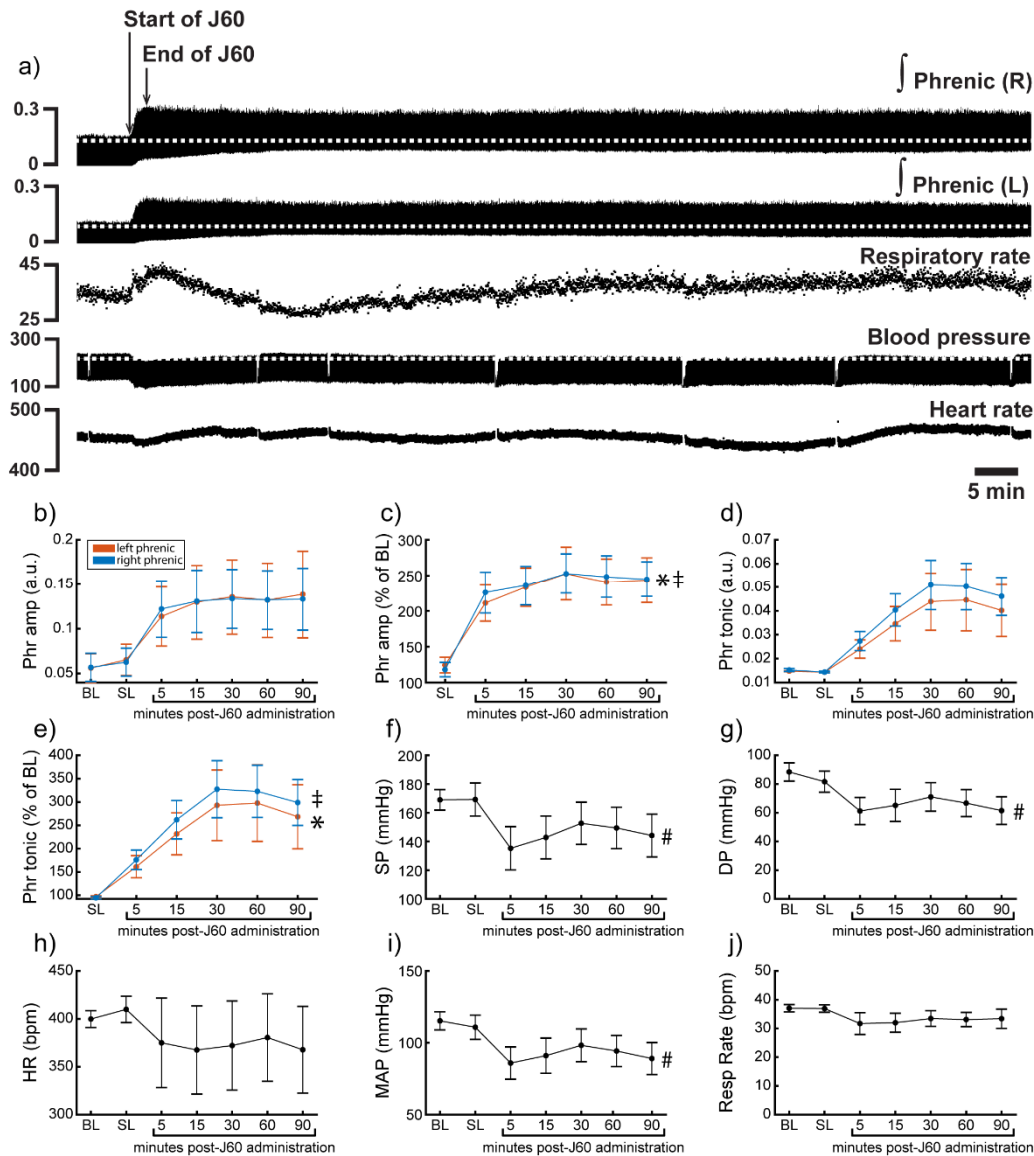 Start of J60
End of J60
a)
∫ Phrenic (R)
0.3
0
∫ Phrenic (L)
0.3
0
Respiratory rate
45
25
Blood pressure
300
100
Heart rate
500
400
5 min
b)
Phr amp (a.u.)
0.2
0.15
0.1
0.05
left phrenic
right phrenic
BL SL 5 15 30 60 90
minutes post-J60 administration
c)
Phr amp (% of BL)
300
250
200
150
100
*‡
SL 5 15 30 60 90
minutes post-J60 administration
d)
Phr tonic (a.u.)
0.07
0.06
0.05
0.04
0.03
0.02
0.01
BL SL 5 15 30 60 90
minutes post-J60 administration
e)
Phr tonic (% of BL)
400
350
300
250
200
150
100
‡
*
SL 5 15 30 60 90
minutes post-J60 administration
f)
SP (mmHg)
200
180
160
140
120
100
#
BL SL 5 15 30 60 90
minutes post-J60 administration
g)
DP (mmHg)
100
80
60
40
20
0
#
BL SL 5 15 30 60 90
minutes post-J60 administration
h)
HR (bpm)
450
400
350
300
BL SL 5 15 30 60 90
minutes post-J60 administration
i)
MAP (mmHg)
150
100
50
#
BL SL 5 15 30 60 90
minutes post-J60 administration
j)
Resp Rate (bpm)
50
40
30
20
10
0
BL SL 5 15 30 60 90
minutes post-J60 administration